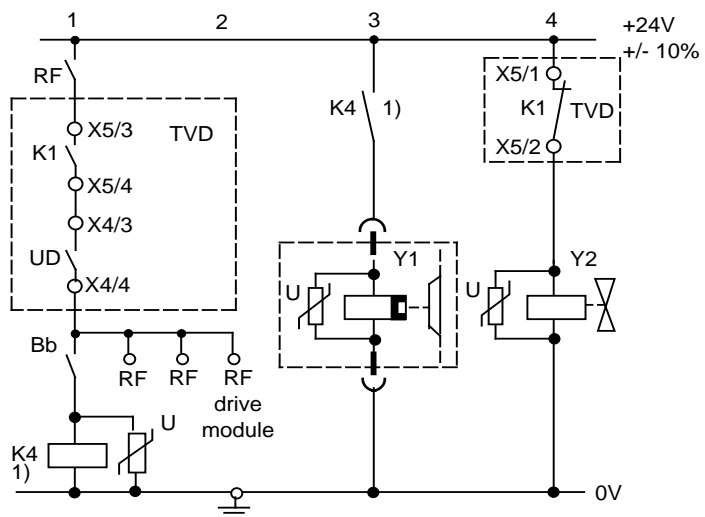 1 2 3 4
+24V
+/- 10%
RF
X5/3
TVD
K1
X5/4
X4/3
UD
X4/4
K4 1)
X5/1
K1 TVD
X5/2
Y1
U
Y2
U
Bb
RF RF RF
drive
module
U
K4
1)
0V